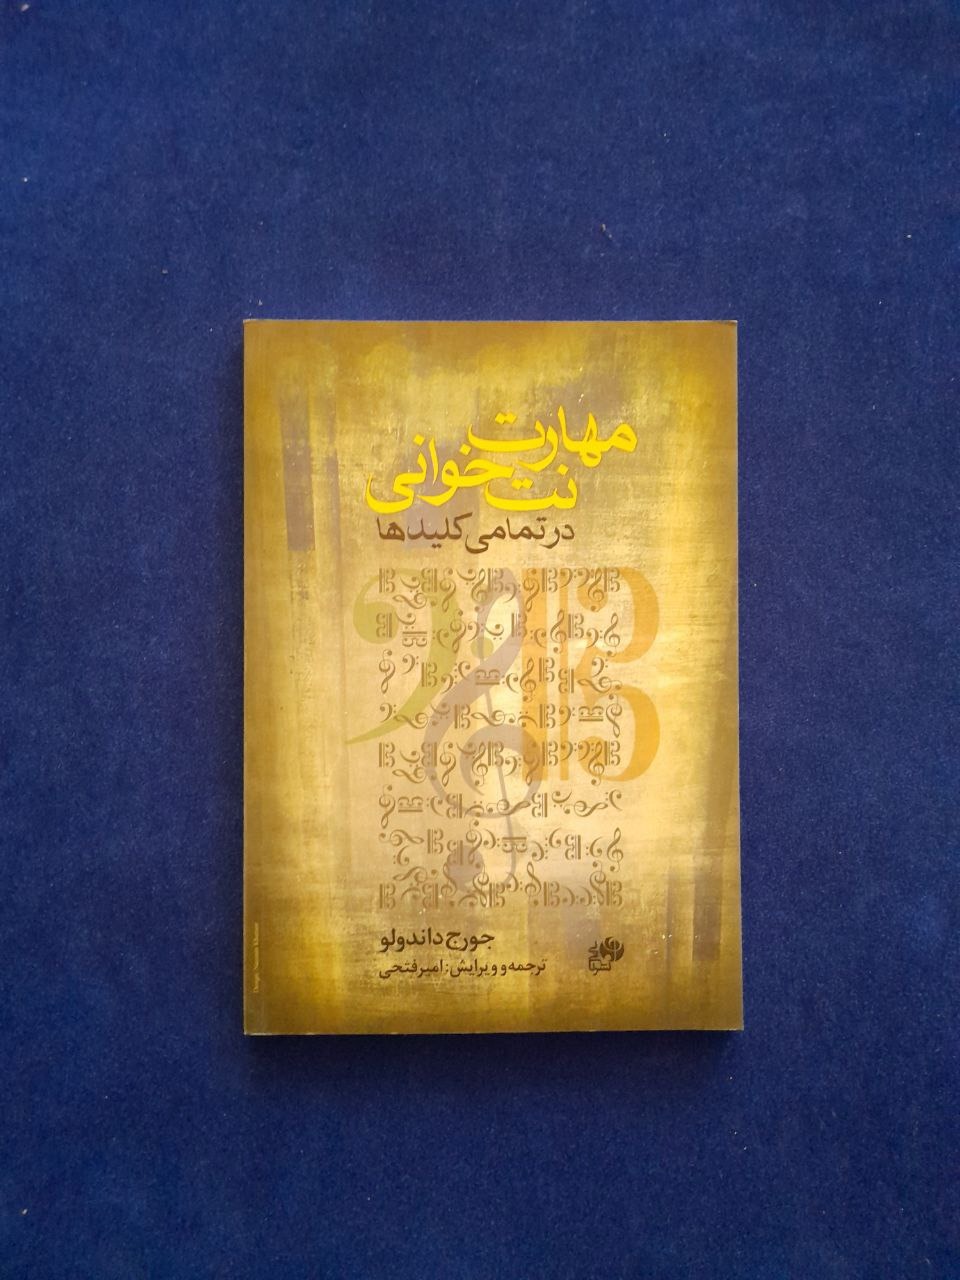 مهارت
نت خوانی
در تمامی کلیدها
جورج داندولو
ترجمه و ویرایش: امیر فتحی